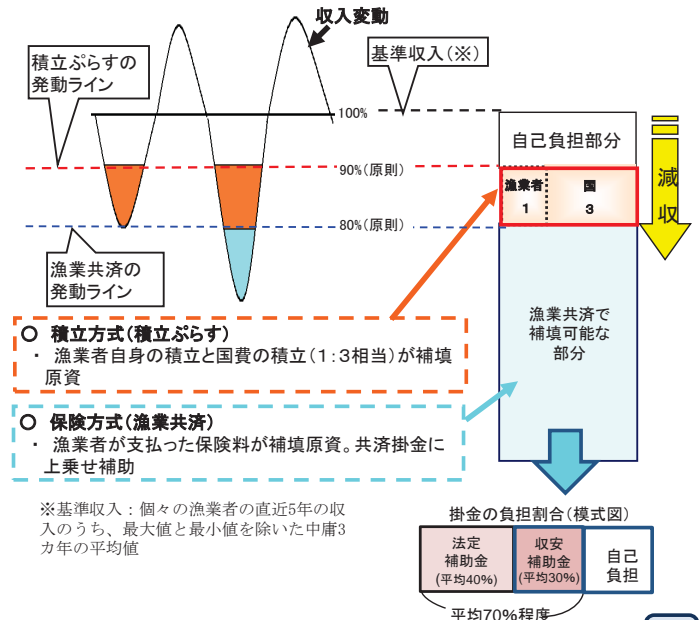 収入変動
積立ぷらすの
発動ライン
基準収入(※)
100%
自己負担部分
90%(原則)
漁業者
1
国
3
減
収
80%(原則)
漁業共済の
発動ライン
漁業共済で
補填可能な
部分
○ 積立方式(積立ぷらす)
・ 漁業者自身の積立と国費の積立(1:3相当)が補填
原資
○ 保険方式(漁業共済)
・ 漁業者が支払った保険料が補填原資。共済掛金に
上乗せ補助
※基準収入:個々の漁業者の直近5年の収
入のうち、最大値と最小値を除いた中庸3
カ年の平均値
掛金の負担割合(模式図)
法定
補助金
(平均40%)
収安
補助金
(平均30%)
自己
負担
平均70%程度